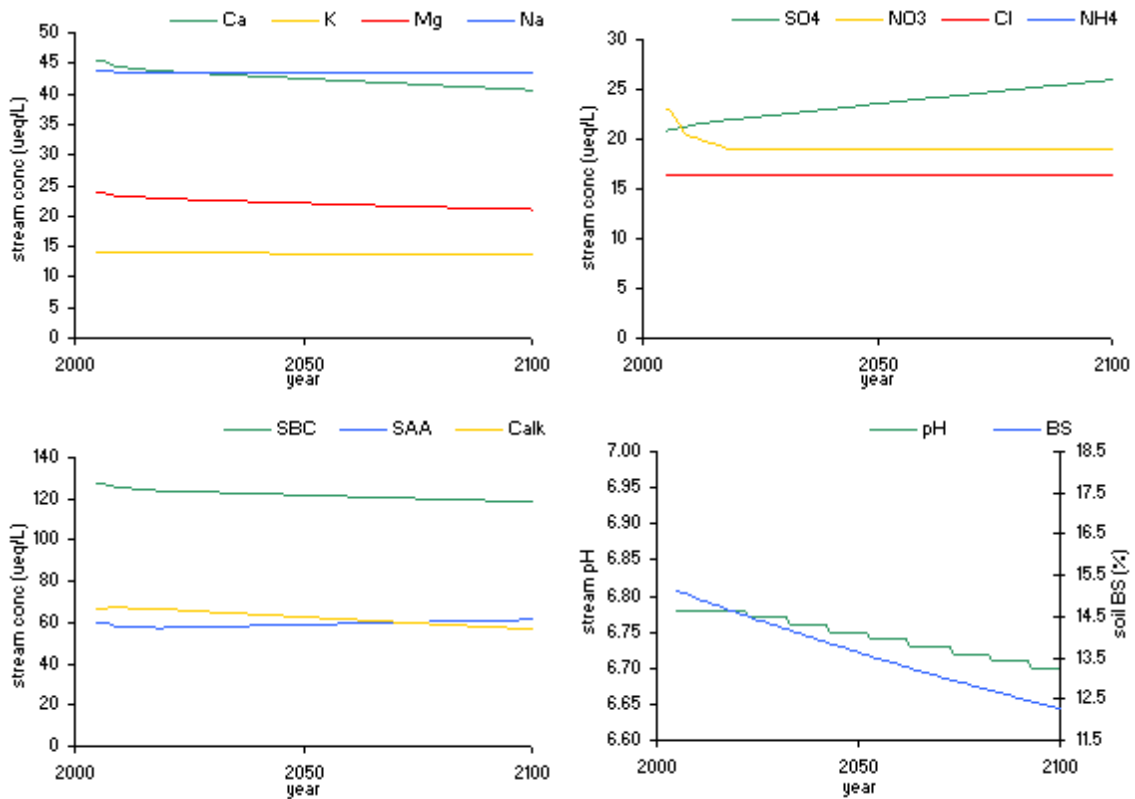 Ca K Mg Na
stream conc (ueq/L)
50
45
40
35
30
25
20
15
10
5
0
2000 2050 2100
year
SO4 NO3 Cl NH4
stream conc (ueq/L)
30
25
20
15
10
5
0
2000 2050 2100
year
SBC SAA Calk
stream conc (ueq/L)
140
120
100
80
60
40
20
0
2000 2050 2100
year
pH BS
stream pH
7.00
6.95
6.90
6.85
6.80
6.75
6.70
6.65
6.60
18.5
17.5
16.5
15.5
14.5
13.5
12.5
11.5
soil BS (%)
2000 2050 2100
year